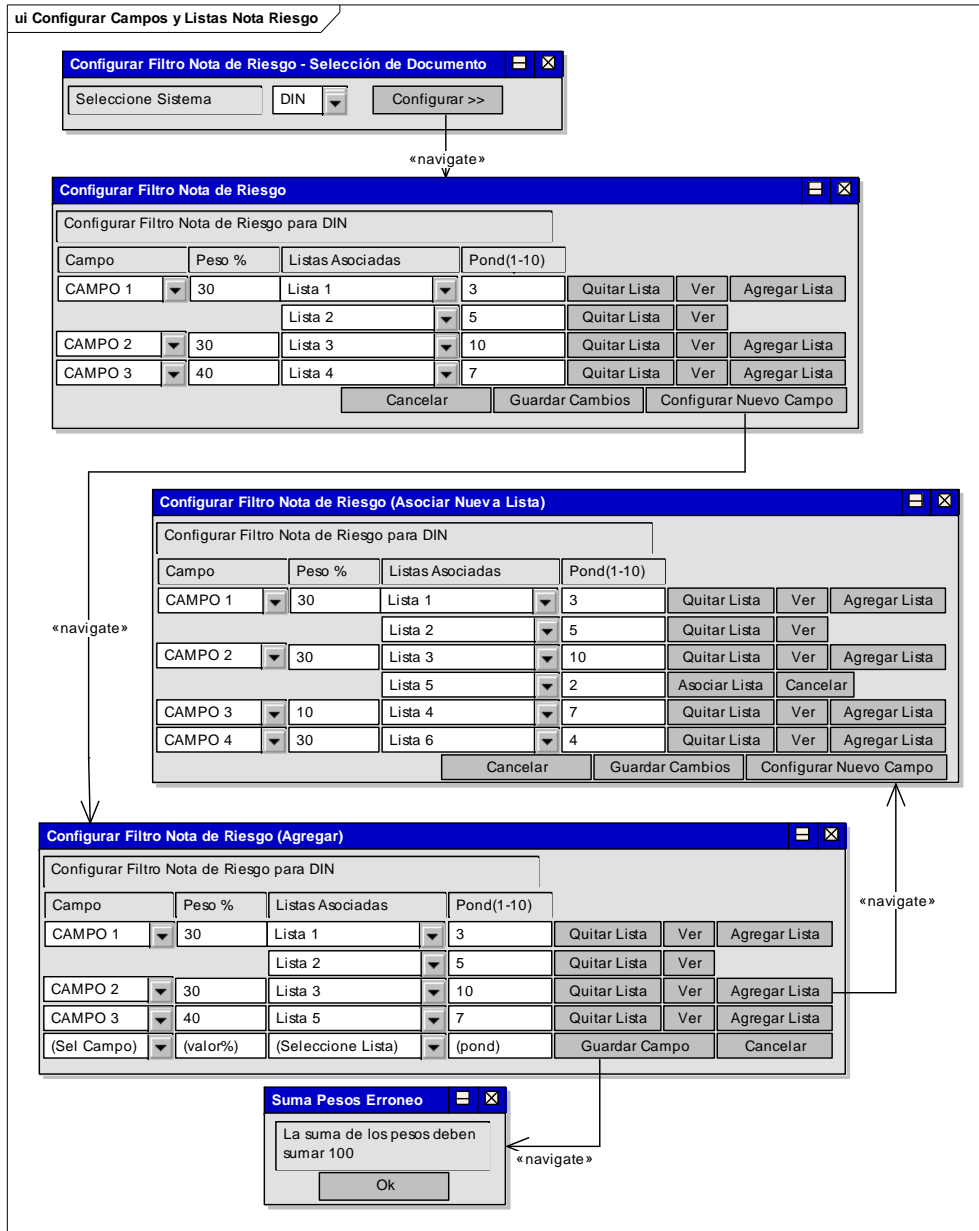 ui Configurar Campos y Listas Nota Riesgo
Configurar Filtro Nota de Riesgo - Selección de Documento
Seleccione Sistema DIN Configurar >>
«navigate»
Configurar Filtro Nota de Riesgo
Configurar Filtro Nota de Riesgo para DIN
Campo Peso % Listas Asociadas Pond(1-10)
CAMPO 1 30 Lista 1 3 Quitar Lista Ver Agregar Lista
Lista 2 5 Quitar Lista Ver
CAMPO 2 30 Lista 3 10 Quitar Lista Ver Agregar Lista
CAMPO 3 40 Lista 4 7 Quitar Lista Ver Agregar Lista
Cancelar Guardar Cambios Configurar Nuevo Campo
Configurar Filtro Nota de Riesgo (Asociar Nueva Lista)
Configurar Filtro Nota de Riesgo para DIN
Campo Peso % Listas Asociadas Pond(1-10)
CAMPO 1 30 Lista 1 3 Quitar Lista Ver Agregar Lista
«navigate»
Lista 2 5 Quitar Lista Ver
CAMPO 2 30 Lista 3 10 Quitar Lista Ver Agregar Lista
Lista 5 2 Asociar Lista Cancelar
CAMPO 3 10 Lista 4 7 Quitar Lista Ver Agregar Lista
CAMPO 4 30 Lista 6 4 Quitar Lista Ver Agregar Lista
Cancelar Guardar Cambios Configurar Nuevo Campo
Configurar Filtro Nota de Riesgo (Agregar)
Configurar Filtro Nota de Riesgo para DIN
Campo Peso % Listas Asociadas Pond(1-10)
«navigate»
CAMPO 1 30 Lista 1 3 Quitar Lista Ver Agregar Lista
Lista 2 5 Quitar Lista Ver
CAMPO 2 30 Lista 3 10 Quitar Lista Ver Agregar Lista
CAMPO 3 40 Lista 5 7 Quitar Lista Ver Agregar Lista
(Sel Campo) (valor%) (Seleccione Lista) (pond) Guardar Campo Cancelar
Suma Pesos Erroneo
La suma de los pesos deben
sumar 100
«navigate»
Ok